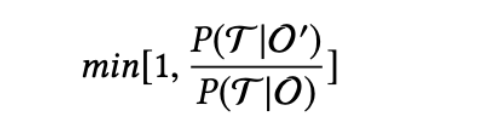 min[1, P(𝒯|𝒪′) / P(𝒯|𝒪) ]